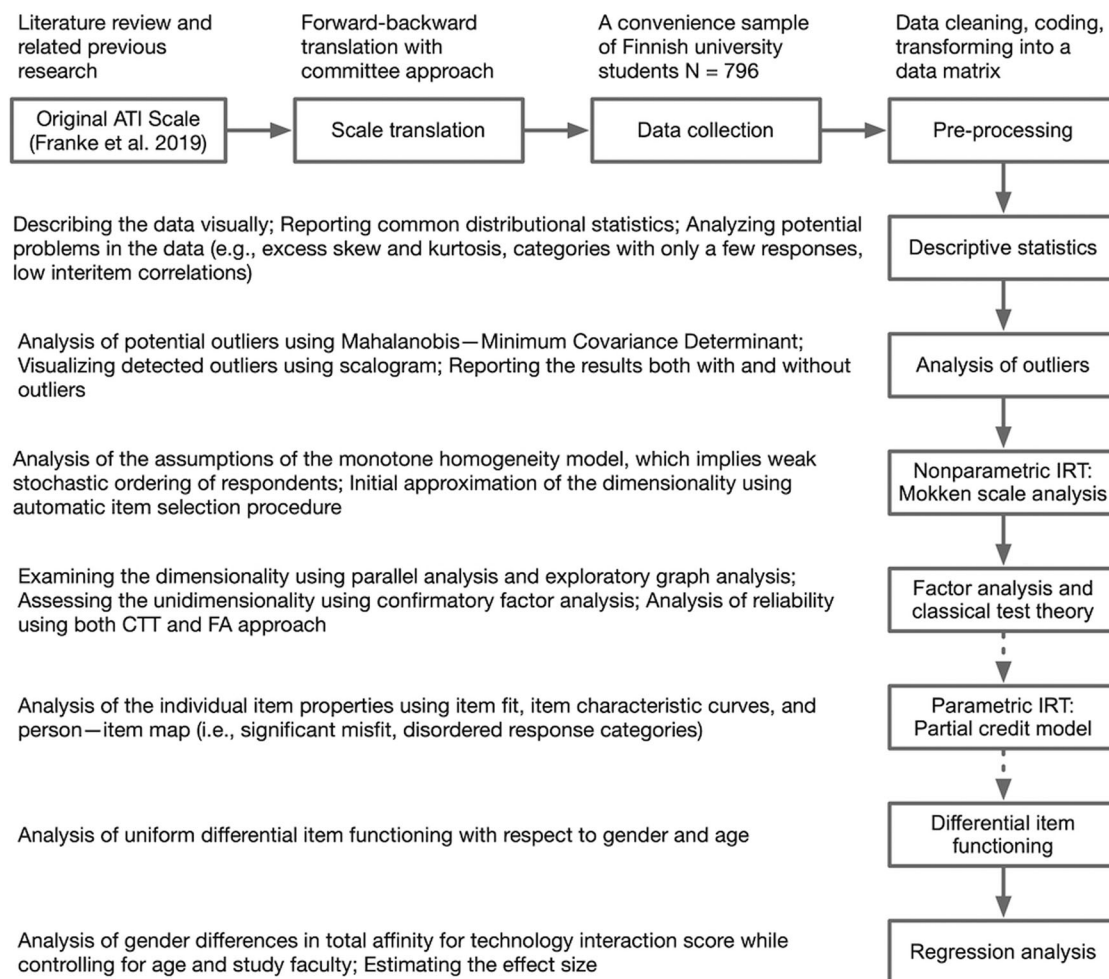 Literature review and
related previous
research
Forward-backward
translation with
committee approach
A convenience sample
of Finnish university
students N = 796
Data cleaning, coding,
transforming into a
data matrix
Original ATI Scale
(Franke et al. 2019)
Scale translation
Data collection
Pre-processing
Describing the data visually; Reporting common distributional statistics; Analyzing potential
problems in the data (e.g., excess skew and kurtosis, categories with only a few responses,
low interitem correlations)
Descriptive statistics
Analysis of potential outliers using Mahalanobis—Minimum Covariance Determinant;
Visualizing detected outliers using scalogram; Reporting the results both with and without
outliers
Analysis of outliers
Analysis of the assumptions of the monotone homogeneity model, which implies weak
stochastic ordering of respondents; Initial approximation of the dimensionality using
automatic item selection procedure
Nonparametric IRT:
Mokken scale analysis
Examining the dimensionality using parallel analysis and exploratory graph analysis;
Assessing the unidimensionality using confirmatory factor analysis; Analysis of reliability
using both CTT and FA approach
Factor analysis and
classical test theory
Analysis of the individual item properties using item fit, item characteristic curves, and
person—item map (i.e., significant misfit, disordered response categories)
Parametric IRT:
Partial credit model
Analysis of uniform differential item functioning with respect to gender and age
Differential item
functioning
Analysis of gender differences in total affinity for technology interaction score while
controlling for age and study faculty; Estimating the effect size
Regression analysis